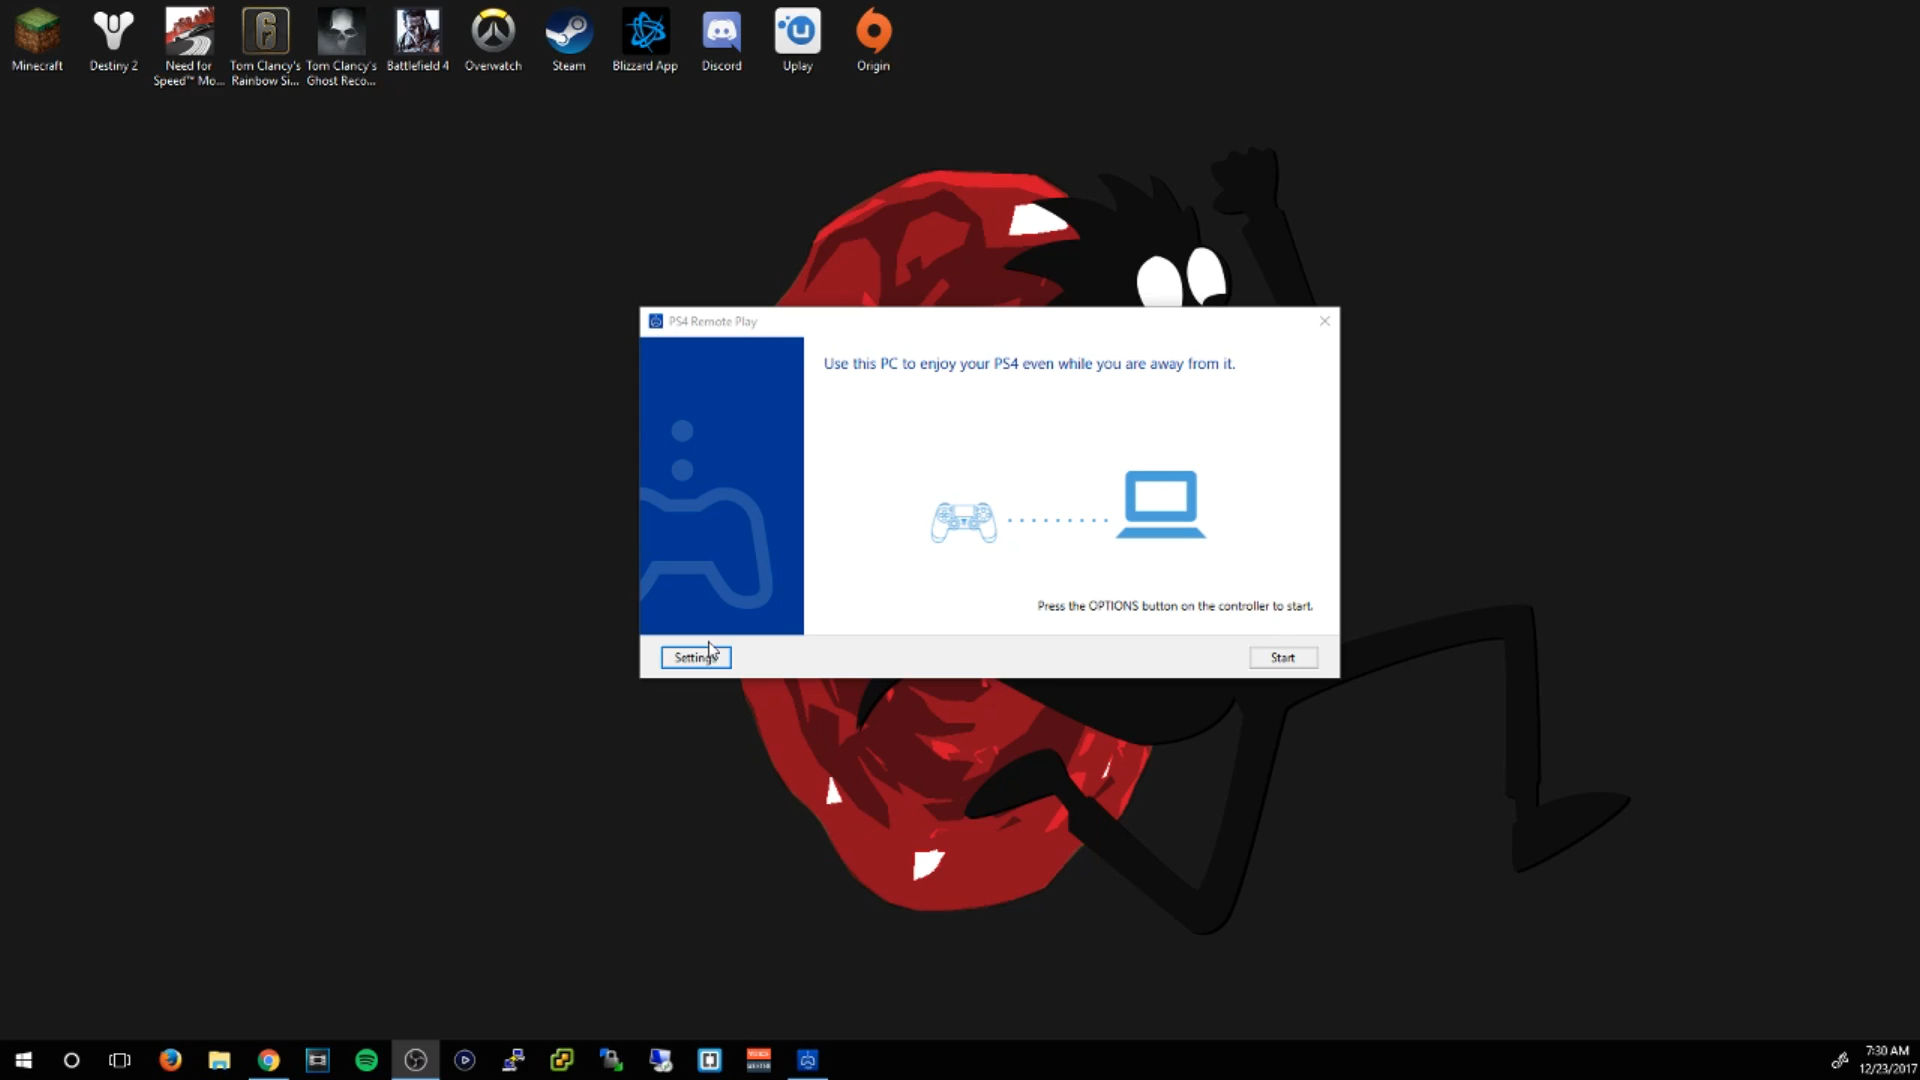 Minecraft
Destiny 2
Need for
Speed™ Mo...
Tom Clancy's
Rainbow Si...
Tom Clancy's
Ghost Reco...
Battlefield 4
Overwatch
Steam
Blizzard App
Discord
Uplay
Origin
PS4 Remote Play
Use this PC to enjoy your PS4 even while you are away from it.
Press the OPTIONS button on the controller to start.
Settings
Start
7:30 AM
12/23/2017